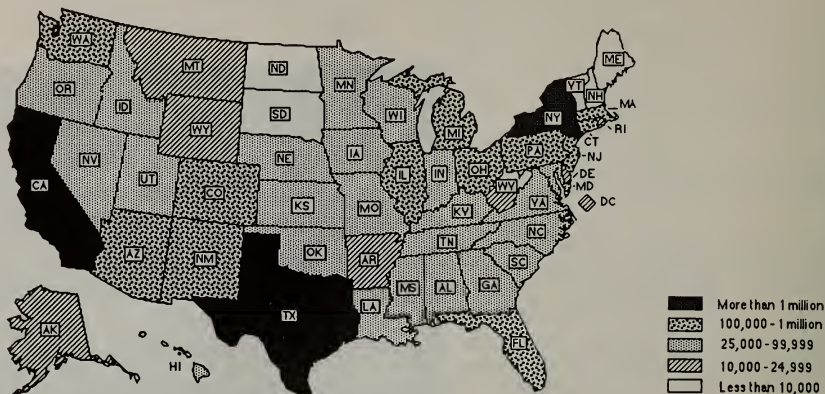 WA
MT
ND
MN
ME
OR
ID
SD
WI
VT
NH
MA
WY
MI
NY
RI
CT
NV
NE
IA
PA
NJ
CA
UT
CO
IL
IN
OH
DE
MD
WY
DC
KS
MO
KV
YA
AZ
NM
OK
AR
TN
NC
SC
MS
AL
GA
TX
LA
AK
HI
FL
More than 1 million
100,000 - 1 million
25,000 - 99,999
10,000 - 24,999
Less than 10,000